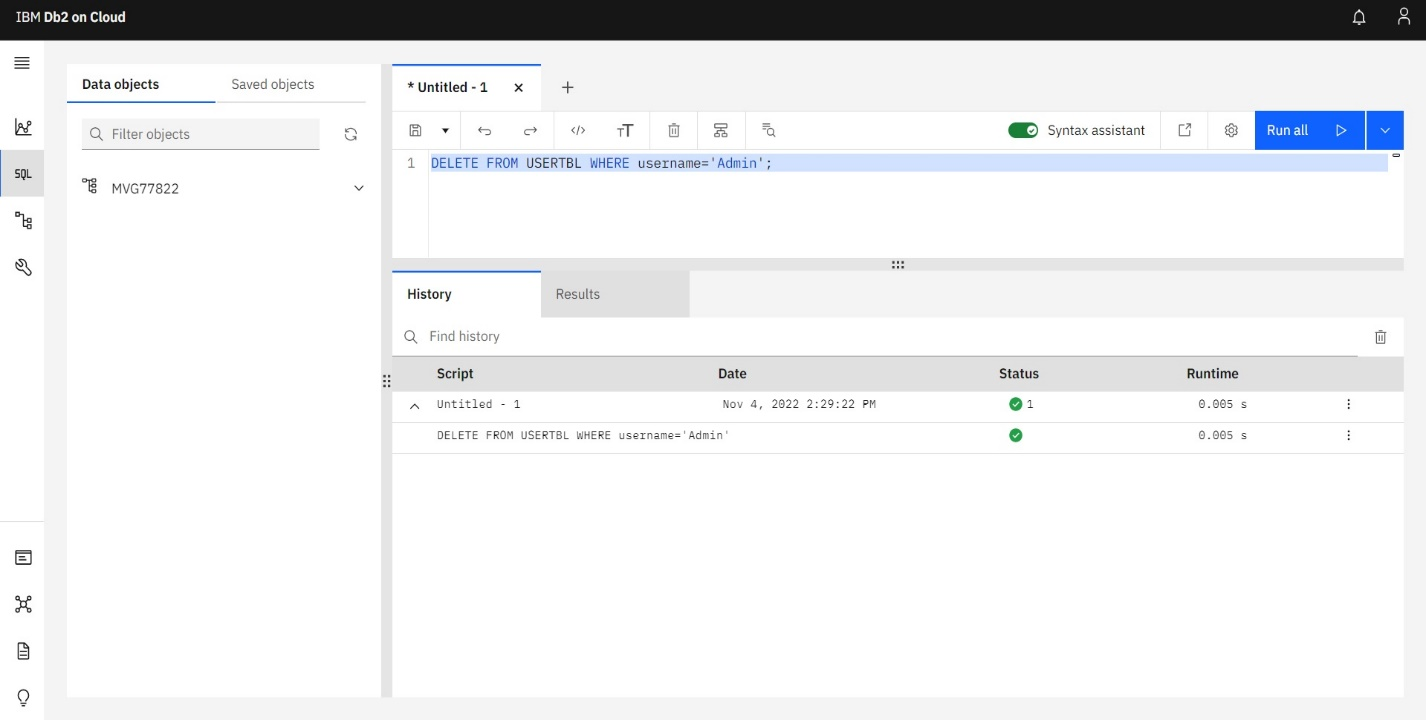 IBM Db2 on Cloud
Data objects
Saved objects
* Untitled - 1
Filter objects
Syntax assistant
Run all
SQL
MVG77822
1 DELETE FROM USERTBL WHERE username='Admin';
History
Results
Find history
Script Date Status Runtime
Untitled - 1 Nov 4, 2022 2:29:22 PM 1 0.005 s
DELETE FROM USERTBL WHERE username='Admin' 0.005 s